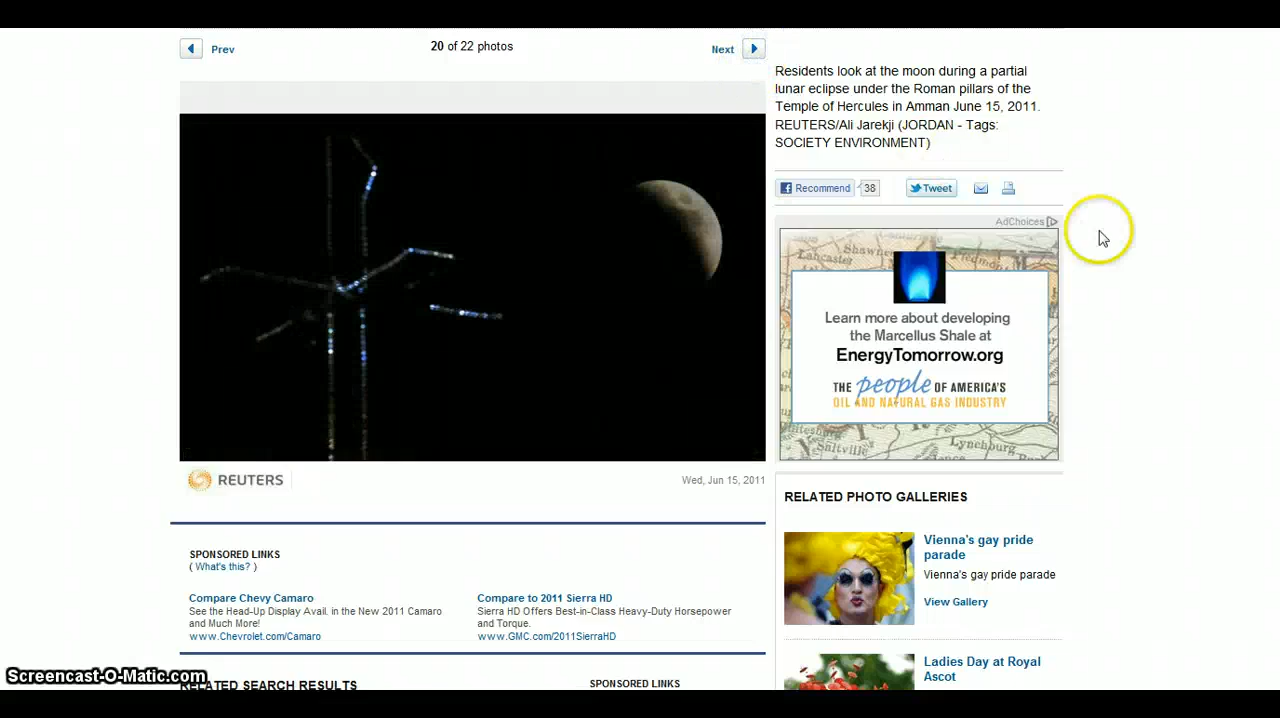 Prev
20 of 22 photos
Next
Residents look at the moon during a partial
lunar eclipse under the Roman pillars of the
Temple of Hercules in Amman June 15, 2011.
REUTERS/Ali Jarekji (JORDAN - Tags:
SOCIETY ENVIRONMENT)
Recommend 38 Tweet
AdChoices
Lancaster
Learn more about developing
the Marcellus Shale at
EnergyTomorrow.org
THE people OF AMERICA'S
OIL AND NATURAL GAS INDUSTRY
Saltville
Lynchburg
REUTERS
Wed, Jun 15, 2011
RELATED PHOTO GALLERIES
Vienna's gay pride
parade
Vienna's gay pride parade
View Gallery
Ladies Day at Royal
Ascot
SPONSORED LINKS
( What's this? )
Compare Chevy Camaro
See the Head-Up Display Avail. in the New 2011 Camaro
and Much More!
www.Chevrolet.com/Camaro
Compare to 2011 Sierra HD
Sierra HD Offers Best-in-Class Heavy-Duty Horsepower
and Torque.
www.GMC.com/2011SierraHD
Screencast-O-Matic.com
RELATED SEARCH RESULTS
SPONSORED LINKS